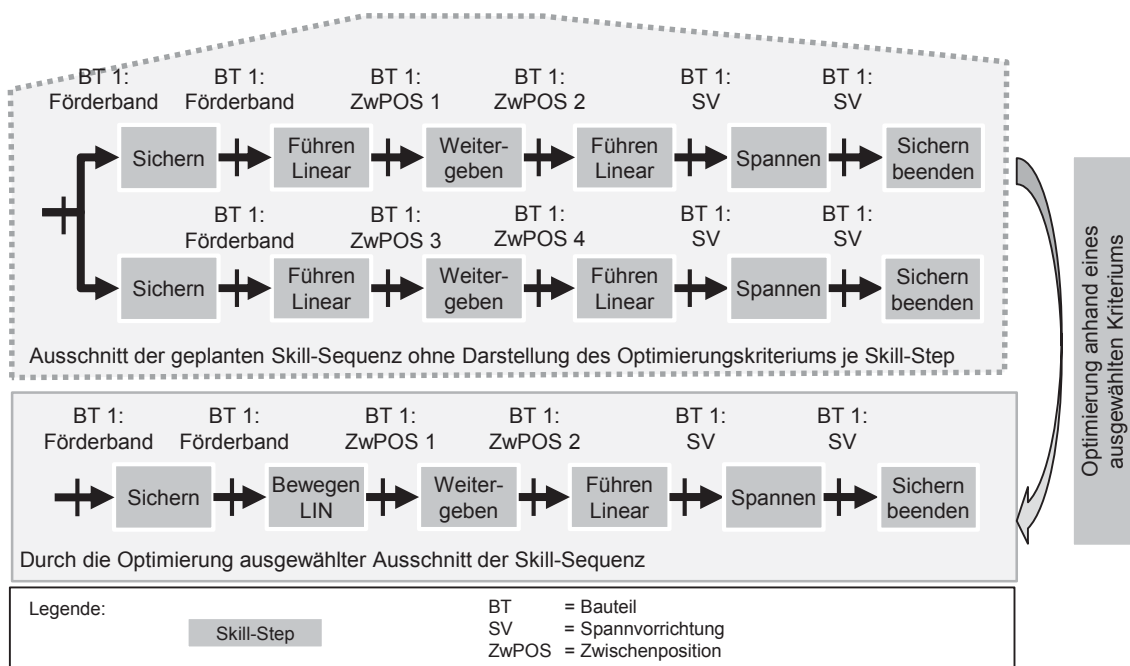 BT 1: BT 1: BT 1: BT 1: BT 1: BT 1:
Förderband Förderband ZwPOS 1 ZwPOS 2 SV SV
Sichern Führen Weiter- Führen Spannen Sichern
Linear geben Linear beenden
BT 1: BT 1: BT 1: BT 1: BT 1:
Förderband ZwPOS 3 ZwPOS 4 SV SV
Sichern Führen Weiter- Führen Spannen Sichern
Linear geben Linear beenden
Ausschnitt der geplanten Skill-Sequenz ohne Darstellung des Optimierungskriteriums je Skill-Step
Optimierung anhand eines
ausgewählten Kriteriums
BT 1: BT 1: BT 1: BT 1: BT 1: BT 1:
Förderband Förderband ZwPOS 1 ZwPOS 2 SV SV
Sichern Bewegen Weiter- Führen Spannen Sichern
LIN geben Linear beenden
Durch die Optimierung ausgewählter Ausschnitt der Skill-Sequenz
Legende:
Skill-Step
BT = Bauteil
SV = Spannvorrichtung
ZwPOS = Zwischenposition